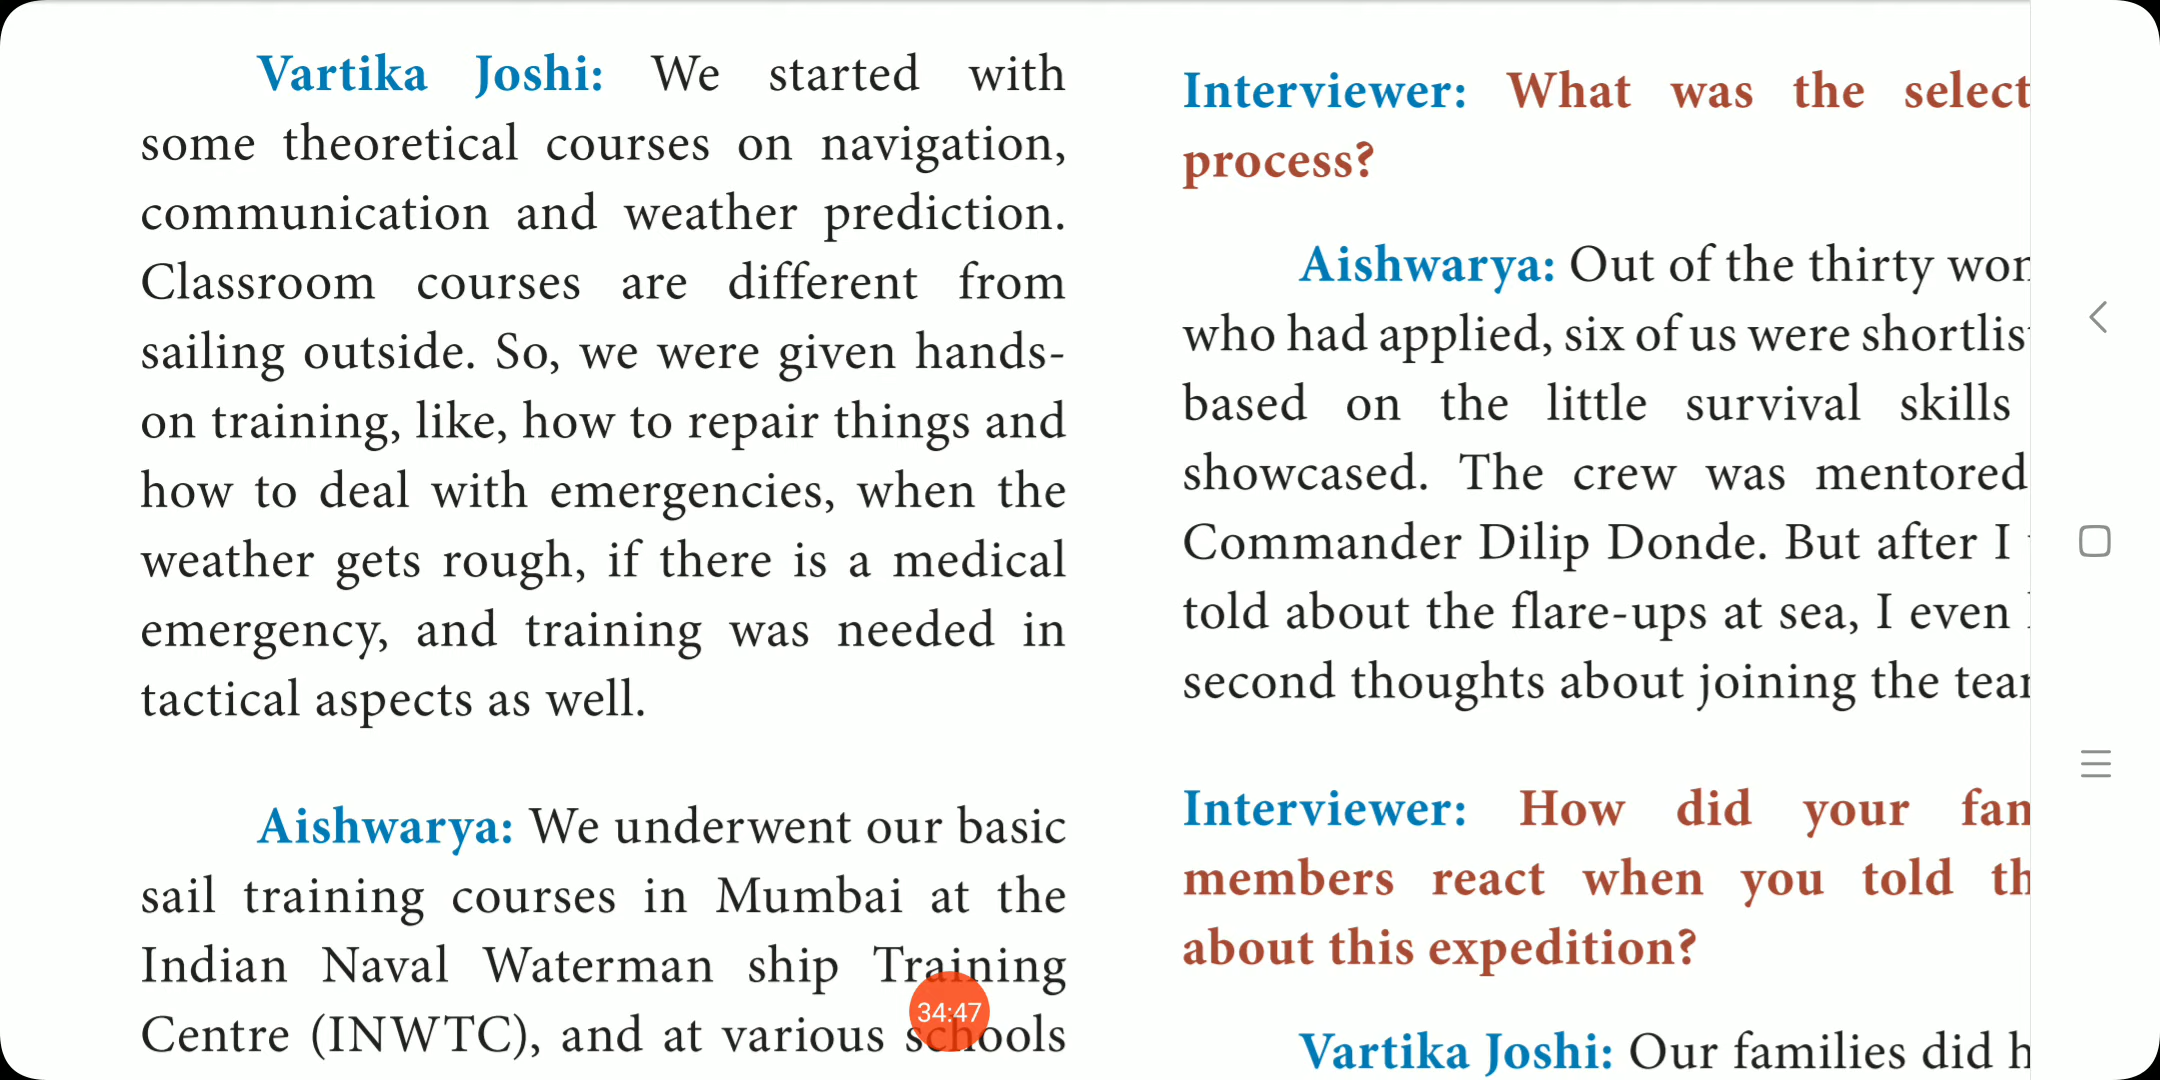 Vartika Joshi: We started with
some theoretical courses on navigation,
communication and weather prediction.
Classroom courses are different from
sailing outside. So, we were given hands-
on training, like, how to repair things and
how to deal with emergencies, when the
weather gets rough, if there is a medical
emergency, and training was needed in
tactical aspects as well.
Aishwarya: We underwent our basic
sail training courses in Mumbai at the
Indian Naval Waterman ship Training
Centre (INWTC), and at various schools
34:47
Interviewer: What was the select
process?
Aishwarya: Out of the thirty
who had applied, six of us were
based on the little survival skills
showcased. The crew was mentored
Commander Dilip Donde. But after I
told about the flare-ups at sea, I even
second thoughts about joining the
Interviewer: How did your
members react when you told
about this expedition?
Vartika Joshi: Our families did